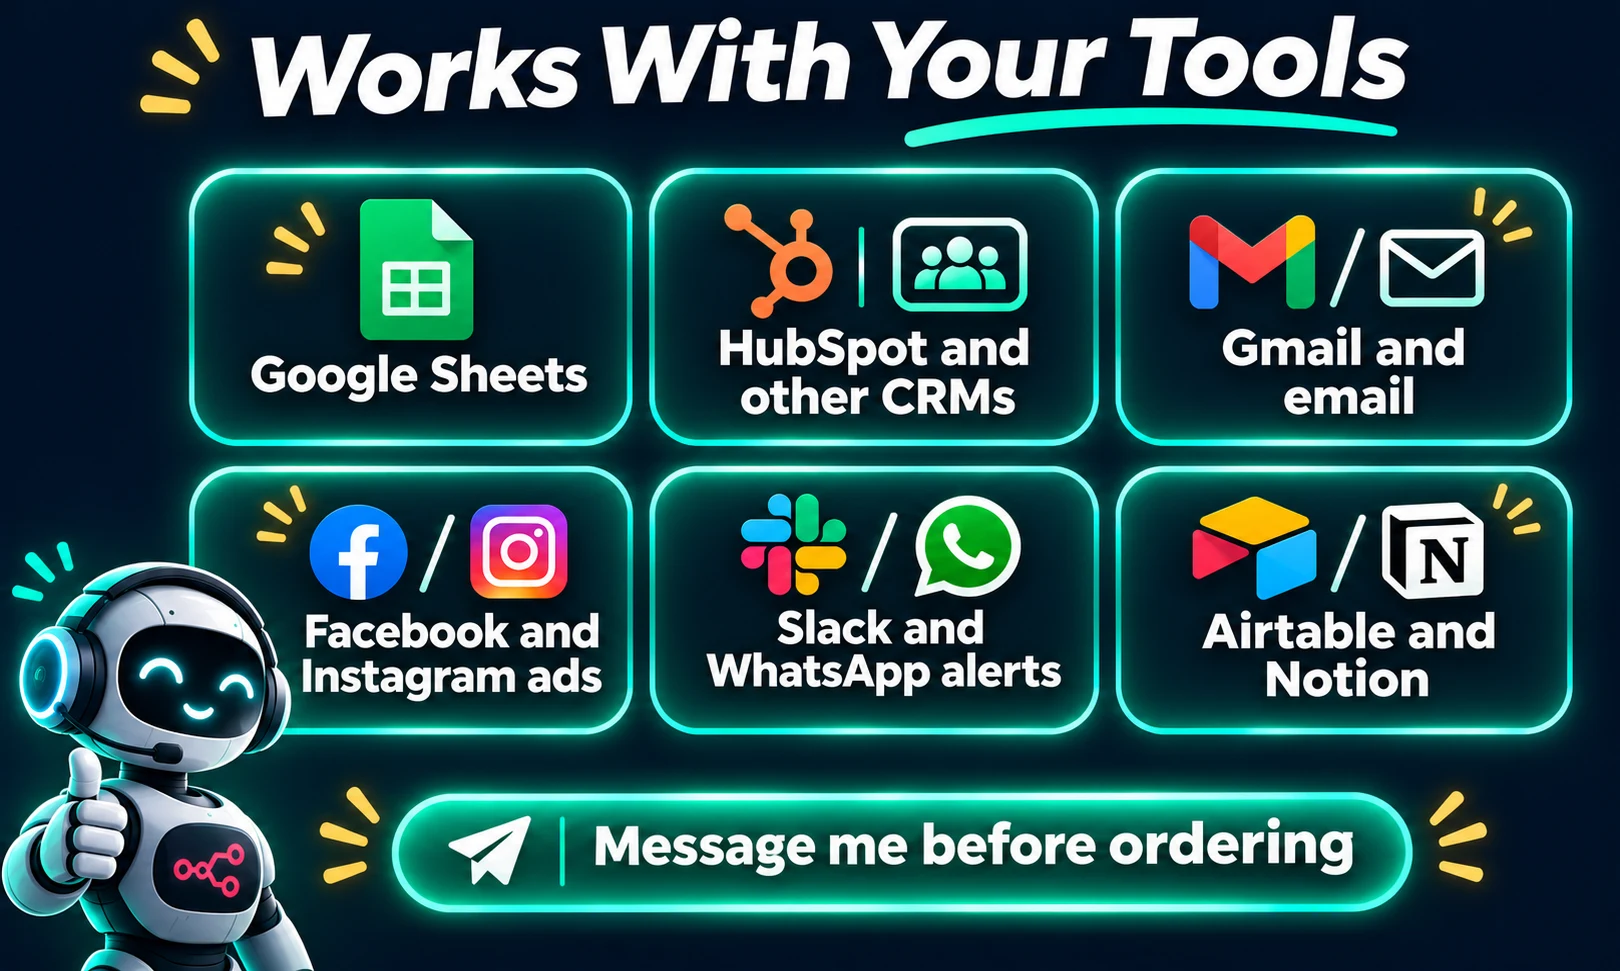 Works With Your Tools
Google Sheets
HubSpot and
other CRMs
Gmail and
email
Facebook and
Instagram ads
Slack and
WhatsApp alerts
N
Airtable and
Notion
Message me before ordering